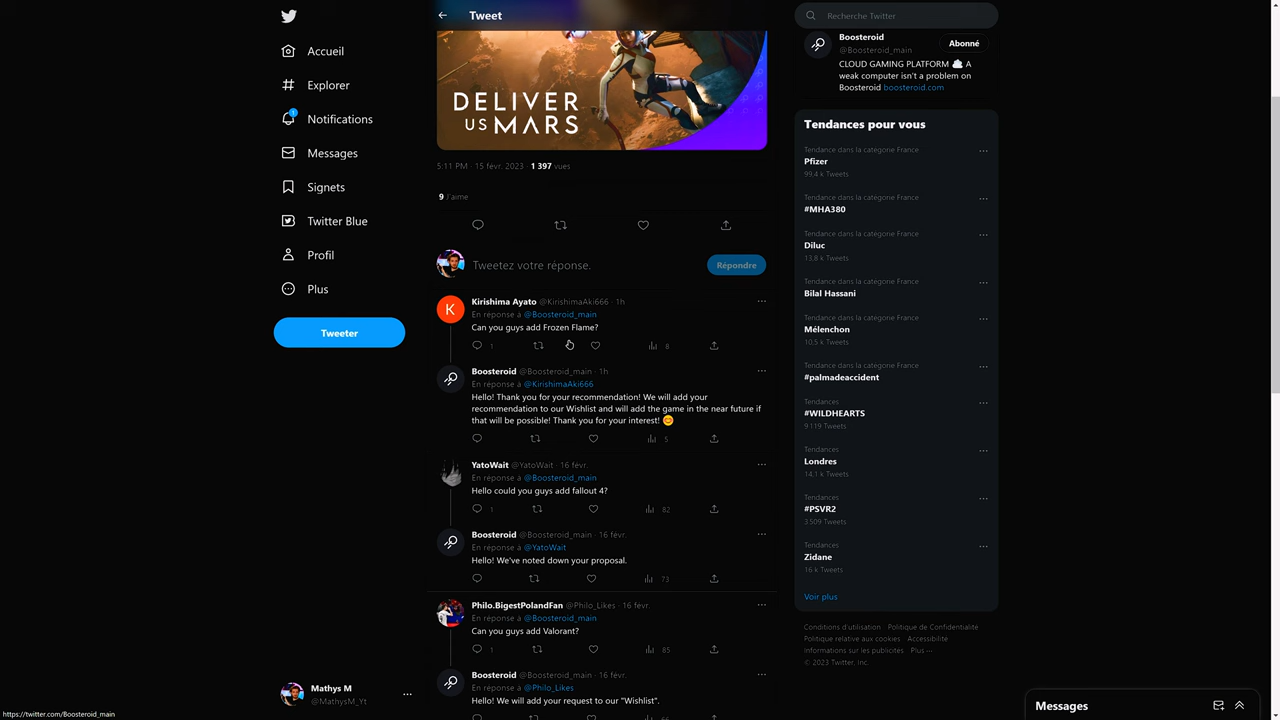 Accueil
Explorer
1
Notifications
Messages
Signets
Twitter Blue
Profil
Plus
Tweeter
Mathys M
@MathysM_Yt
https://twitter.com/Boosteroid_main
Tweet
DELIVER
US MARS
5:11 PM · 15 févr. 2023 · 1 397 vues
9 J'aime
Tweetez votre réponse.
Répondre
K
Kirishima Ayato @KirishimaAki666 · 1h
En réponse à @Boosteroid_main
Can you guys add Frozen Flame?
1 8
Boosteroid @Boosteroid_main · 1h
En réponse à @KirishimaAki666
Hello! Thank you for your recommendation! We will add your
recommendation to our Wishlist and will add the game in the near future if
that will be possible! Thank you for your interest! 😊
5
YatoWait @YatoWait · 16 févr.
En réponse à @Boosteroid_main
Hello could you guys add fallout 4?
1 82
Boosteroid @Boosteroid_main · 16 févr.
En réponse à @YatoWait
Hello! We've noted down your proposal.
73
Philo.BigestPolandFan @Philo_Likes · 16 févr
En réponse à @Boosteroid_main
Can you guys add Valorant?
1 85
Boosteroid @Boosteroid_main · 16 févr.
En réponse à @Philo_Likes
Hello! We will add your request to our "Wishlist".
Recherche Twitter
Boosteroid
@Boosteroid_main
Abonné
CLOUD GAMING PLATFORM ☁ A
weak computer isn't a problem on
Boosteroid boosteroid.com
Tendances pour vous
Tendance dans la catégorie France
Pfizer
99,4 k Tweets
Tendance dans la catégorie France
#MHA380
Tendance dans la catégorie France
Diluc
13,8 k Tweets
Tendance dans la catégorie France
Bilal Hassani
Tendance dans la catégorie France
Mélenchon
10,5 k Tweets
Tendance dans la catégorie France
#palmadeaccident
Tendances
#WILDHEARTS
9 119 Tweets
Tendances
Londres
14,1 k Tweets
Tendances
#PSVR2
3 509 Tweets
Tendances
Zidane
16 k Tweets
Voir plus
Conditions d'utilisation Politique de Confidentialité
Politique relative aux cookies Accessibilité
Informations sur les publicités Plus ···
© 2023 Twitter, Inc.
Messages